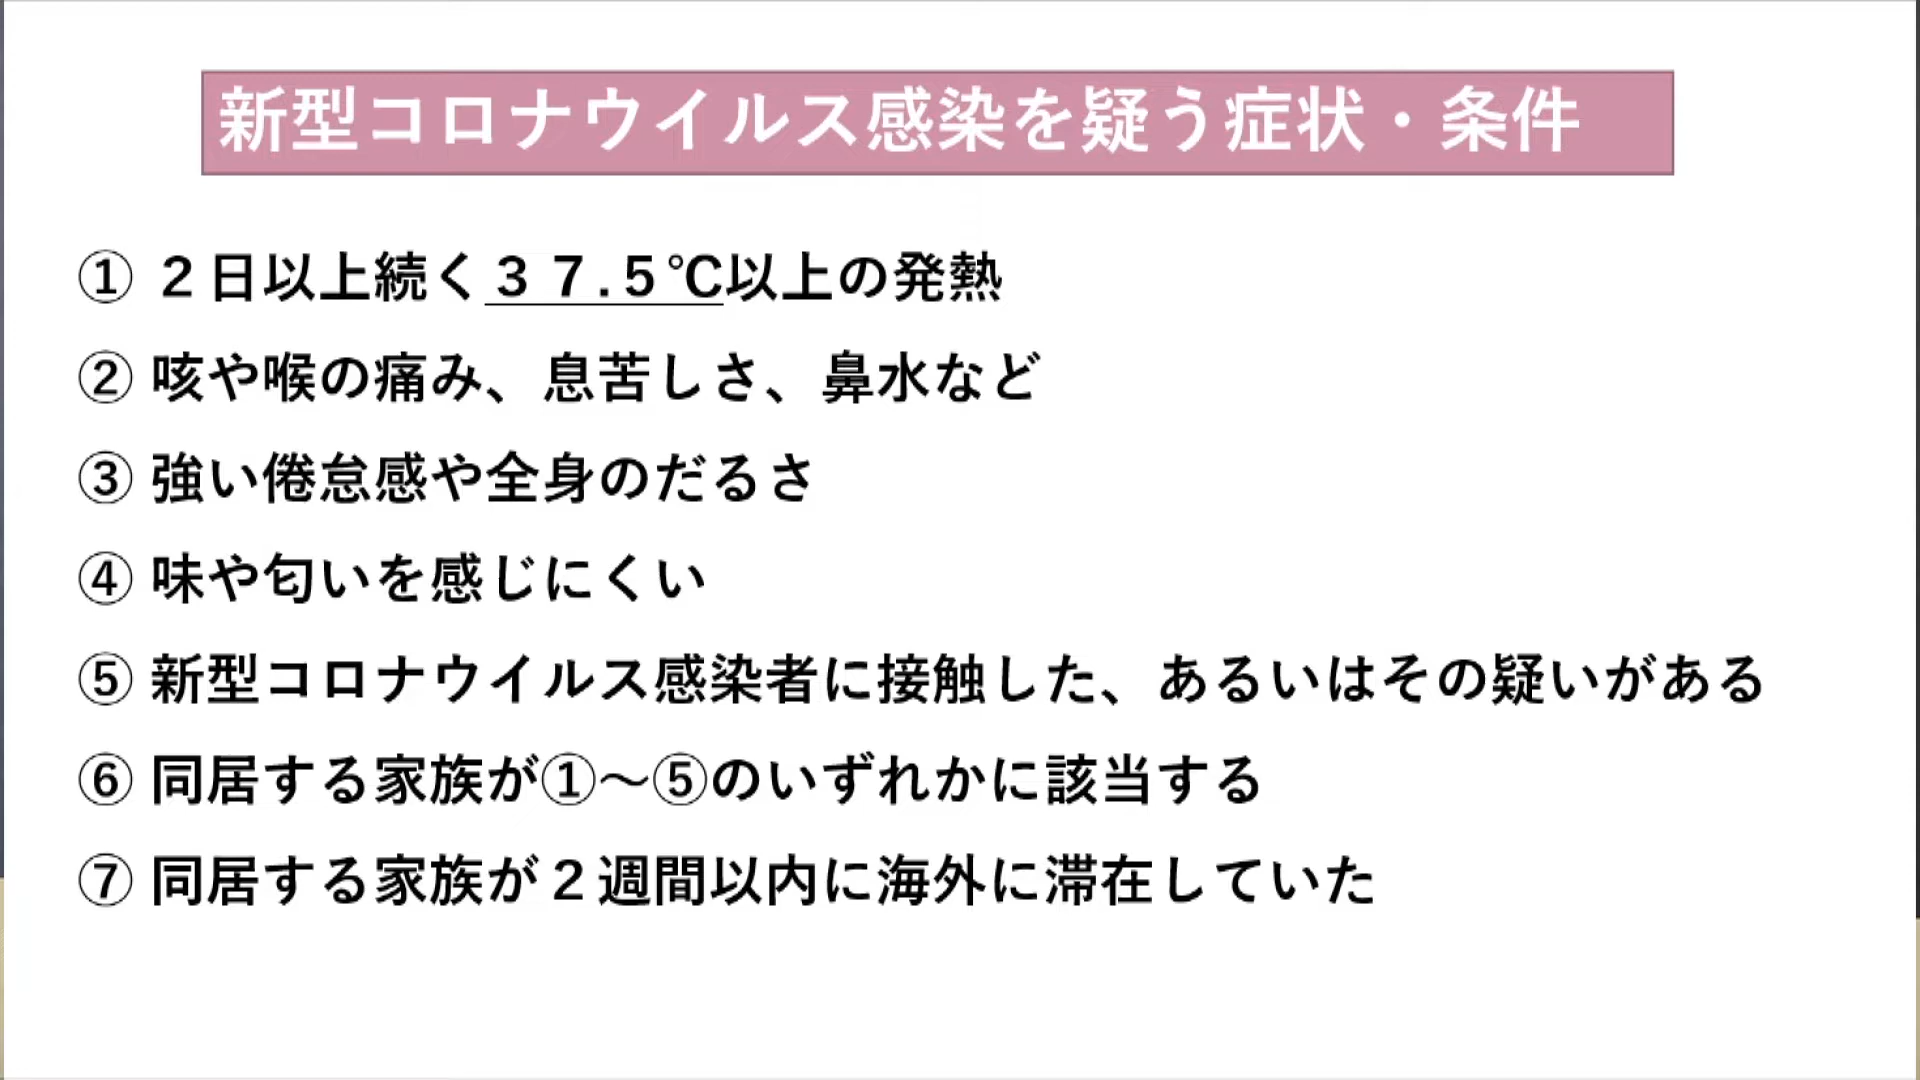 新型コロナウイルス感染を疑う症状・条件
① ２日以上続く３７.５℃以上の発熱
② 咳や喉の痛み、息苦しさ、鼻水など
③ 強い倦怠感や全身のだるさ
④ 味や匂いを感じにくい
⑤ 新型コロナウイルス感染者に接触した、あるいはその疑いがある
⑥ 同居する家族が①～⑤のいずれかに該当する
⑦ 同居する家族が２週間以内に海外に滞在していた